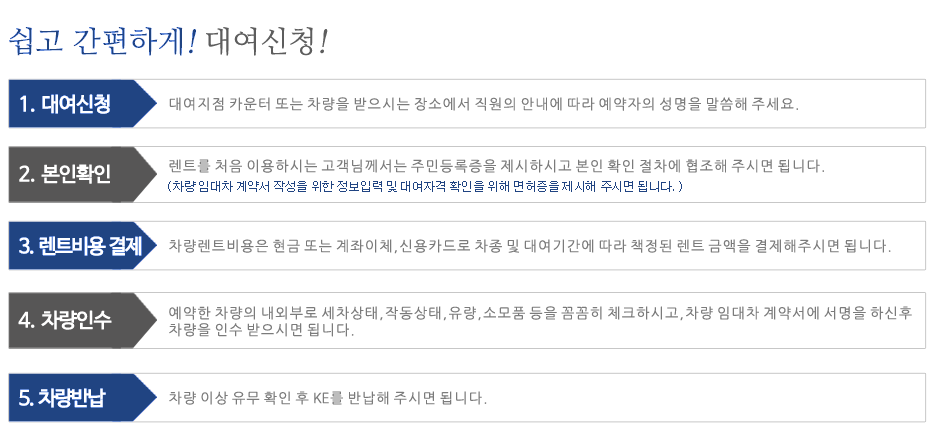 쉽고 간편하게! 대여신청!
1. 대여신청
대여지점 카운터 또는 차량을 받으시는 장소에서 직원의 안내에 따라 예약자의 성명을 말씀해 주세요.
2. 본인확인
렌트를 처음 이용하시는 고객님께서는 주민등록증을 제시하시고 본인 확인 절차에 협조해 주시면 됩니다.
(차량 임대차 계약서 작성을 위한 정보입력 및 대여자격 확인을 위해 면허증을 제시해 주시면 됩니다. )
3. 렌트비용 결제
차량렌트비용은 현금 또는 계좌이체,신용카드로 차종 및 대여기간에 따라 책정된 렌트 금액을 결제해주시면 됩니다.
4. 차량인수
예약한 차량의 내외부로 세차상태,작동상태,유량,소모품 등을 꼼꼼히 체크하시고,차량 임대차 계약서에 서명을 하신후
차량을 인수 받으시면 됩니다.
5. 차량반납
차량 이상 유무 확인 후 KE를 반납해 주시면 됩니다.